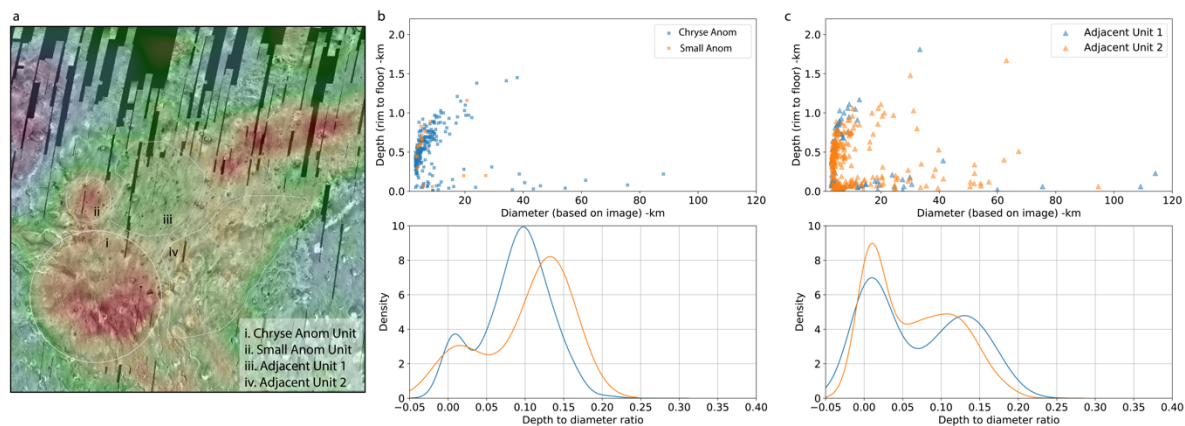 a
ii
iii
i
iv
i. Chryse Anom Unit
ii. Small Anom Unit
iii. Adjacent Unit 1
iv. Adjacent Unit 2
b
Chryse Anom
Small Anom
Depth (rim to floor) -km
2.0
1.5
1.0
0.5
0.0
0 20 40 60 80 100 120
Diameter (based on image) -km
Density
10
8
6
4
2
0
−0.05 0.00 0.05 0.10 0.15 0.20 0.25 0.30 0.35 0.40
Depth to diameter ratio
c
Adjacent Unit 1
Adjacent Unit 2
Depth (rim to floor) -km
2.0
1.5
1.0
0.5
0.0
0 20 40 60 80 100 120
Diameter (based on image) -km
Density
10
8
6
4
2
0
−0.05 0.00 0.05 0.10 0.15 0.20 0.25 0.30 0.35 0.40
Depth to diameter ratio